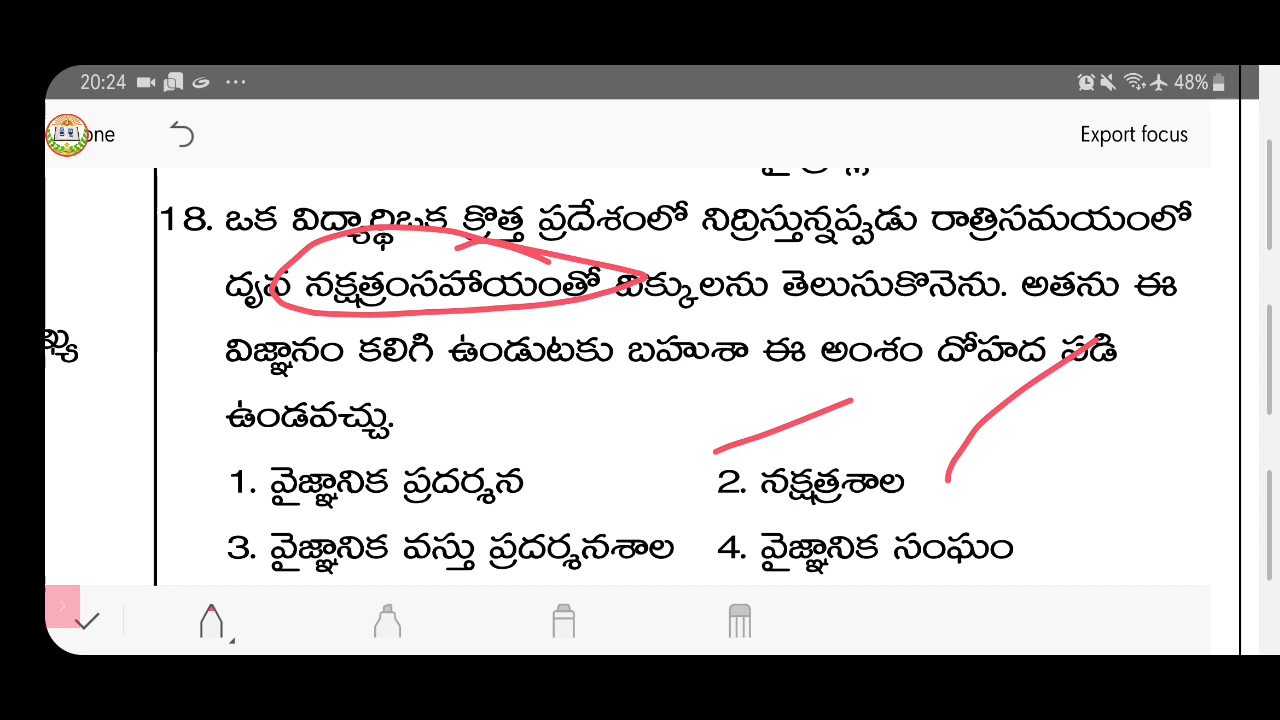 20:24 ... 48%
one Export focus
18. ఒక విద్యార్థిఒక క్రొత్త ప్రదేశంలో నిద్రిస్తున్నప్పడు రాత్రిసమయంలో
నక్షత్రంసహాయంతో దిక్కులను తెలుసుకొనెను. అతను ఈ
విజ్ఞానం కలిగి ఉండుటకు బహుశా ఈ అంశం దోహద పడి
ఉండవచ్చు.
1. వైజ్ఞానిక ప్రదర్శన 2. నక్షత్రశాల
3. వైజ్ఞానిక వస్తు ప్రదర్శనశాల 4. వైజ్ఞానిక సంఘం